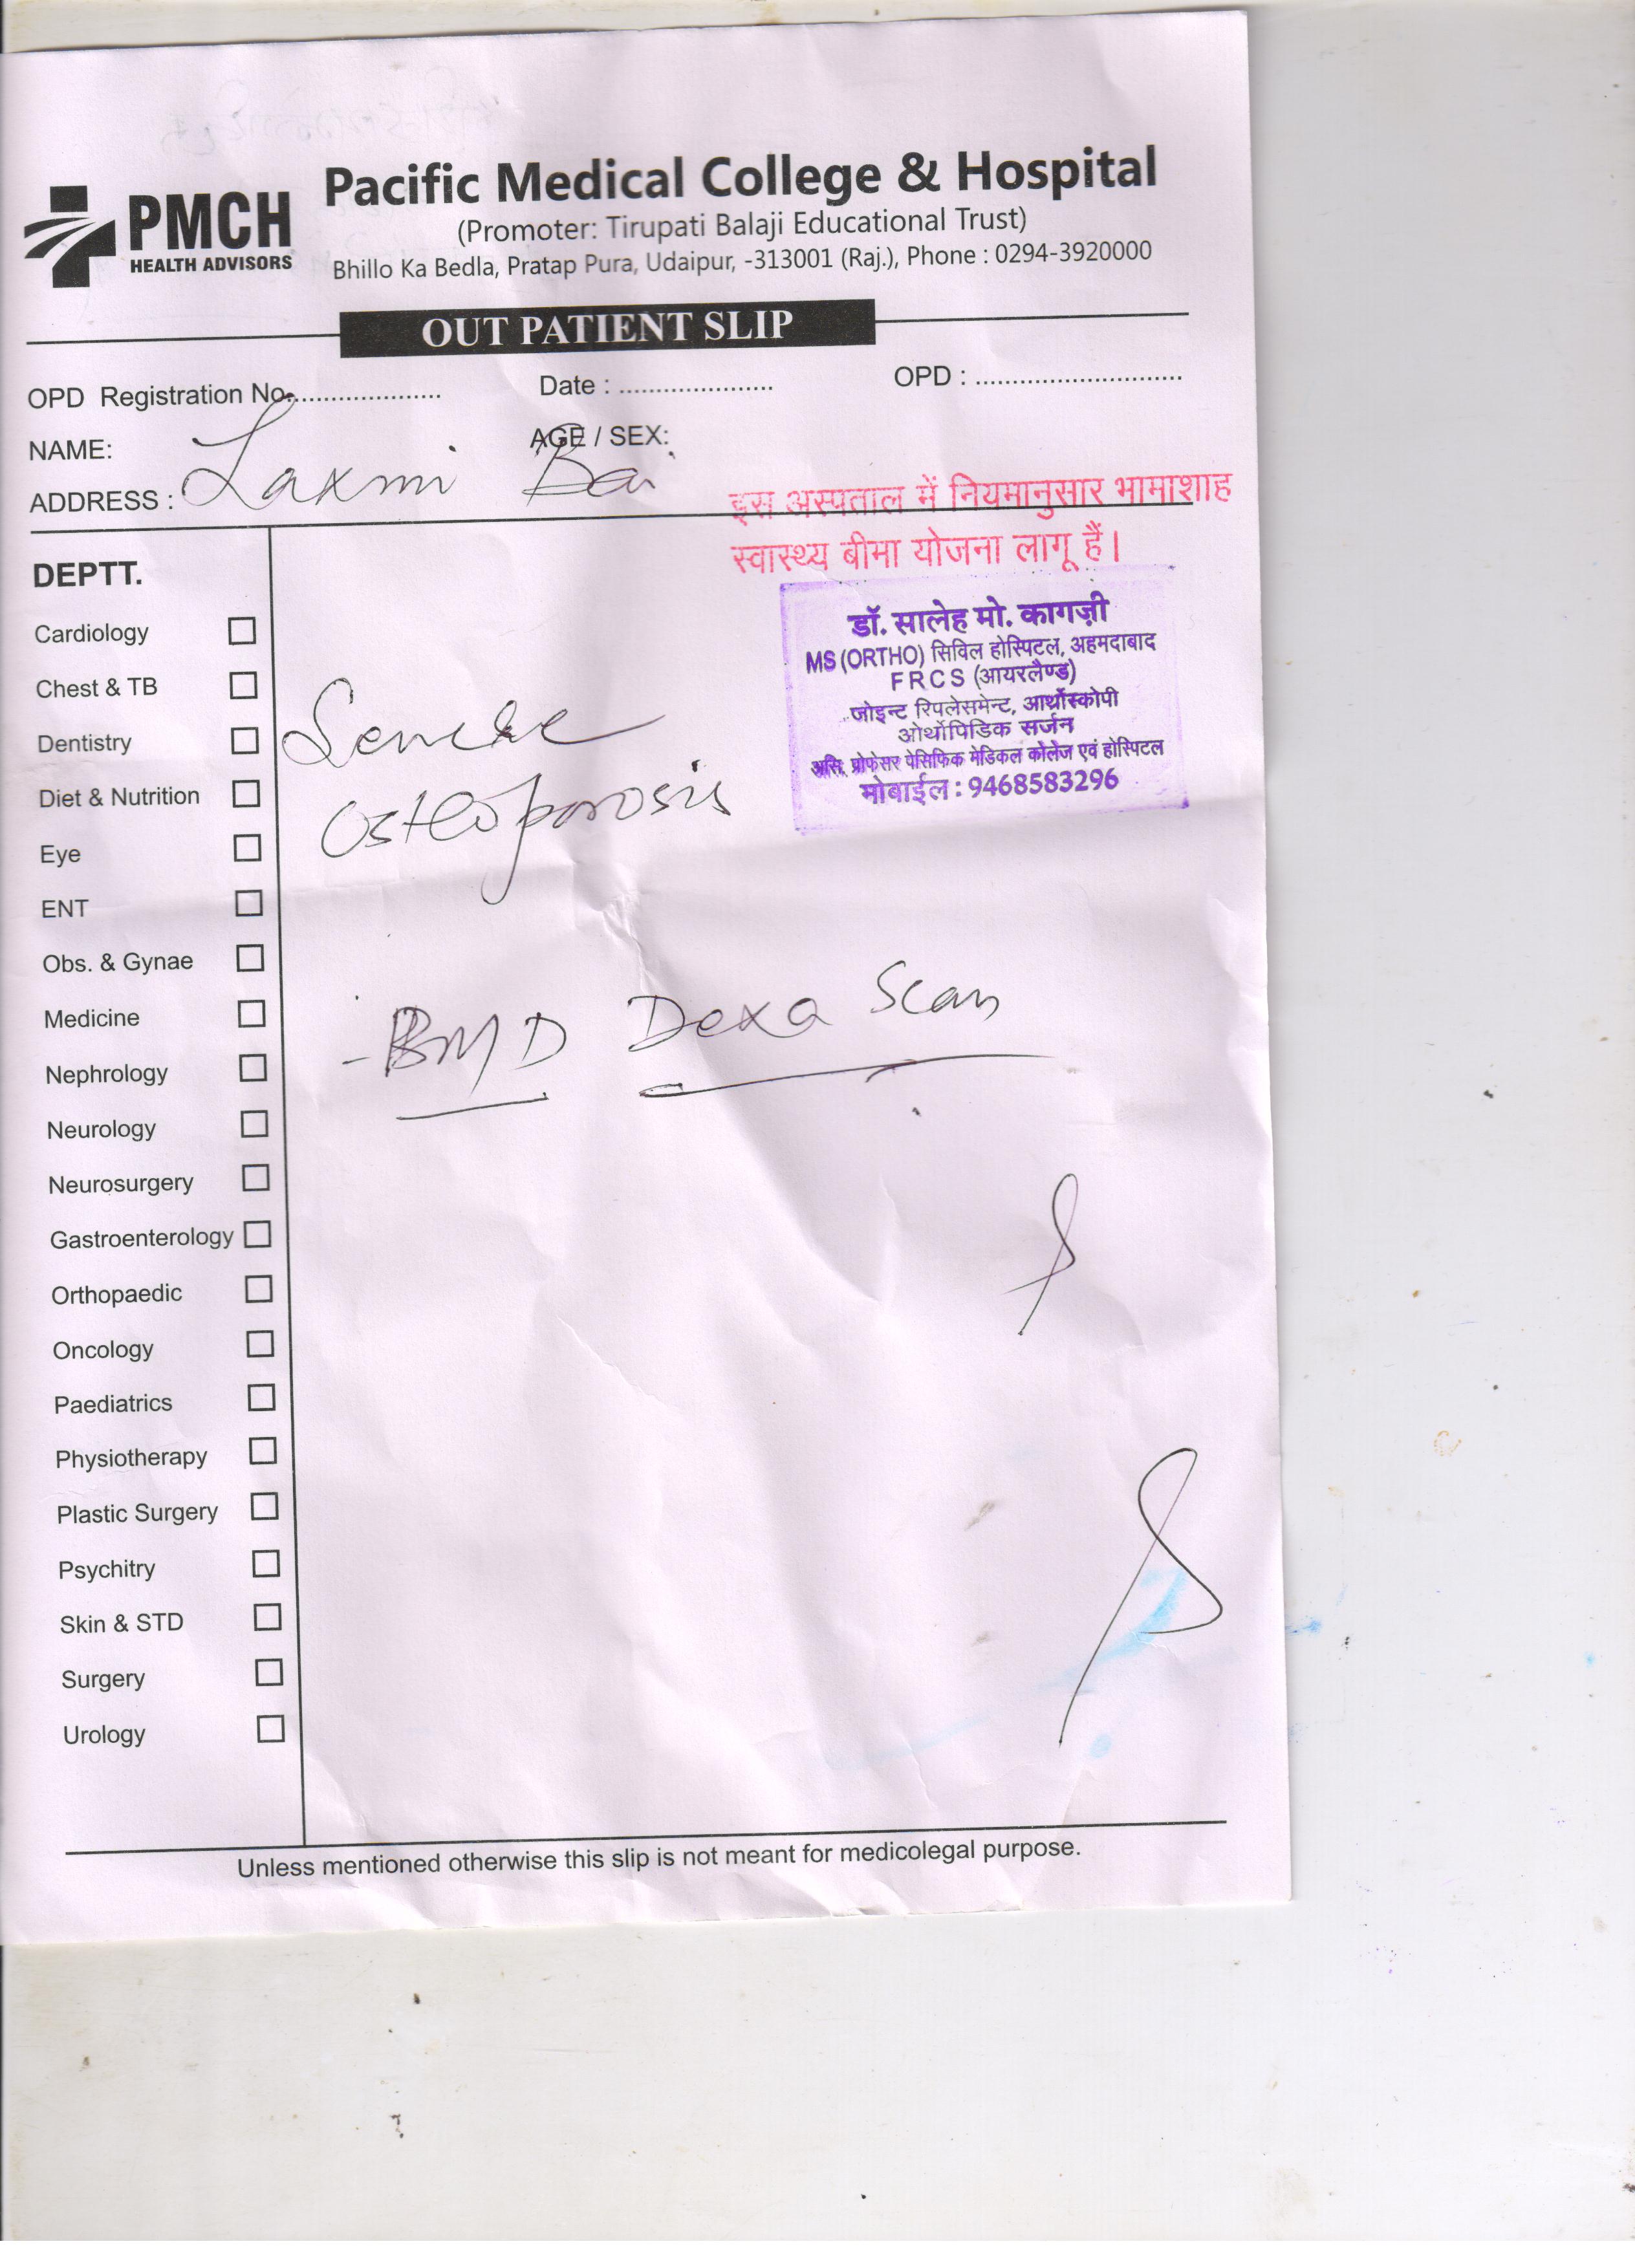 PMCH
HEALTH ADVISORS
Pacific Medical College & Hospital
(Promoter: Tirupati Balaji Educational Trust)
Bhillo Ka Bedla, Pratap Pura, Udaipur, -313001 (Raj.), Phone : 0294-3920000
OUT PATIENT SLIP
OPD Registration No..................... Date : ..................... OPD : ............................
NAME: AGE / SEX:
Laxmi Bai
ADDRESS :
इस अस्पताल में नियमानुसार भामाशाह
स्वास्थ्य बीमा योजना लागू हैं।
डॉ. सालेह मो. कागज़ी
MS (ORTHO) सिविल होस्पिटल, अहमदाबाद
F R C S (आयरलैण्ड)
जोइन्ट रिपलेसमेन्ट, आर्थोस्कोपी
ओर्थोपिडिक सर्जन
असि. प्रोफेसर पेसिफिक मेडिकल कोलेज एवं होस्पिटल
मोबाईल : 9468583296
DEPTT.
Cardiology
Chest & TB
Dentistry
Diet & Nutrition
Eye
ENT
Obs. & Gynae
Medicine
Nephrology
Neurology
Neurosurgery
Gastroenterology
Orthopaedic
Oncology
Paediatrics
Physiotherapy
Plastic Surgery
Psychitry
Skin & STD
Surgery
Urology
Osteoporosis
- BMD Dexa Scan
Unless mentioned otherwise this slip is not meant for medicolegal purpose.